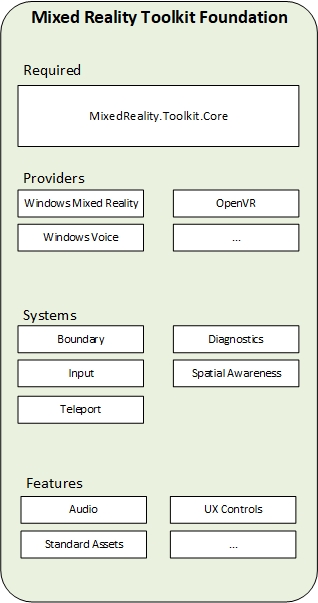 Mixed Reality Toolkit Foundation
Required
MixedReality.Toolkit.Core
Providers
Windows Mixed Reality
OpenVR
Windows Voice
...
Systems
Boundary
Diagnostics
Input
Spatial Awareness
Teleport
Features
Audio
UX Controls
Standard Assets
...